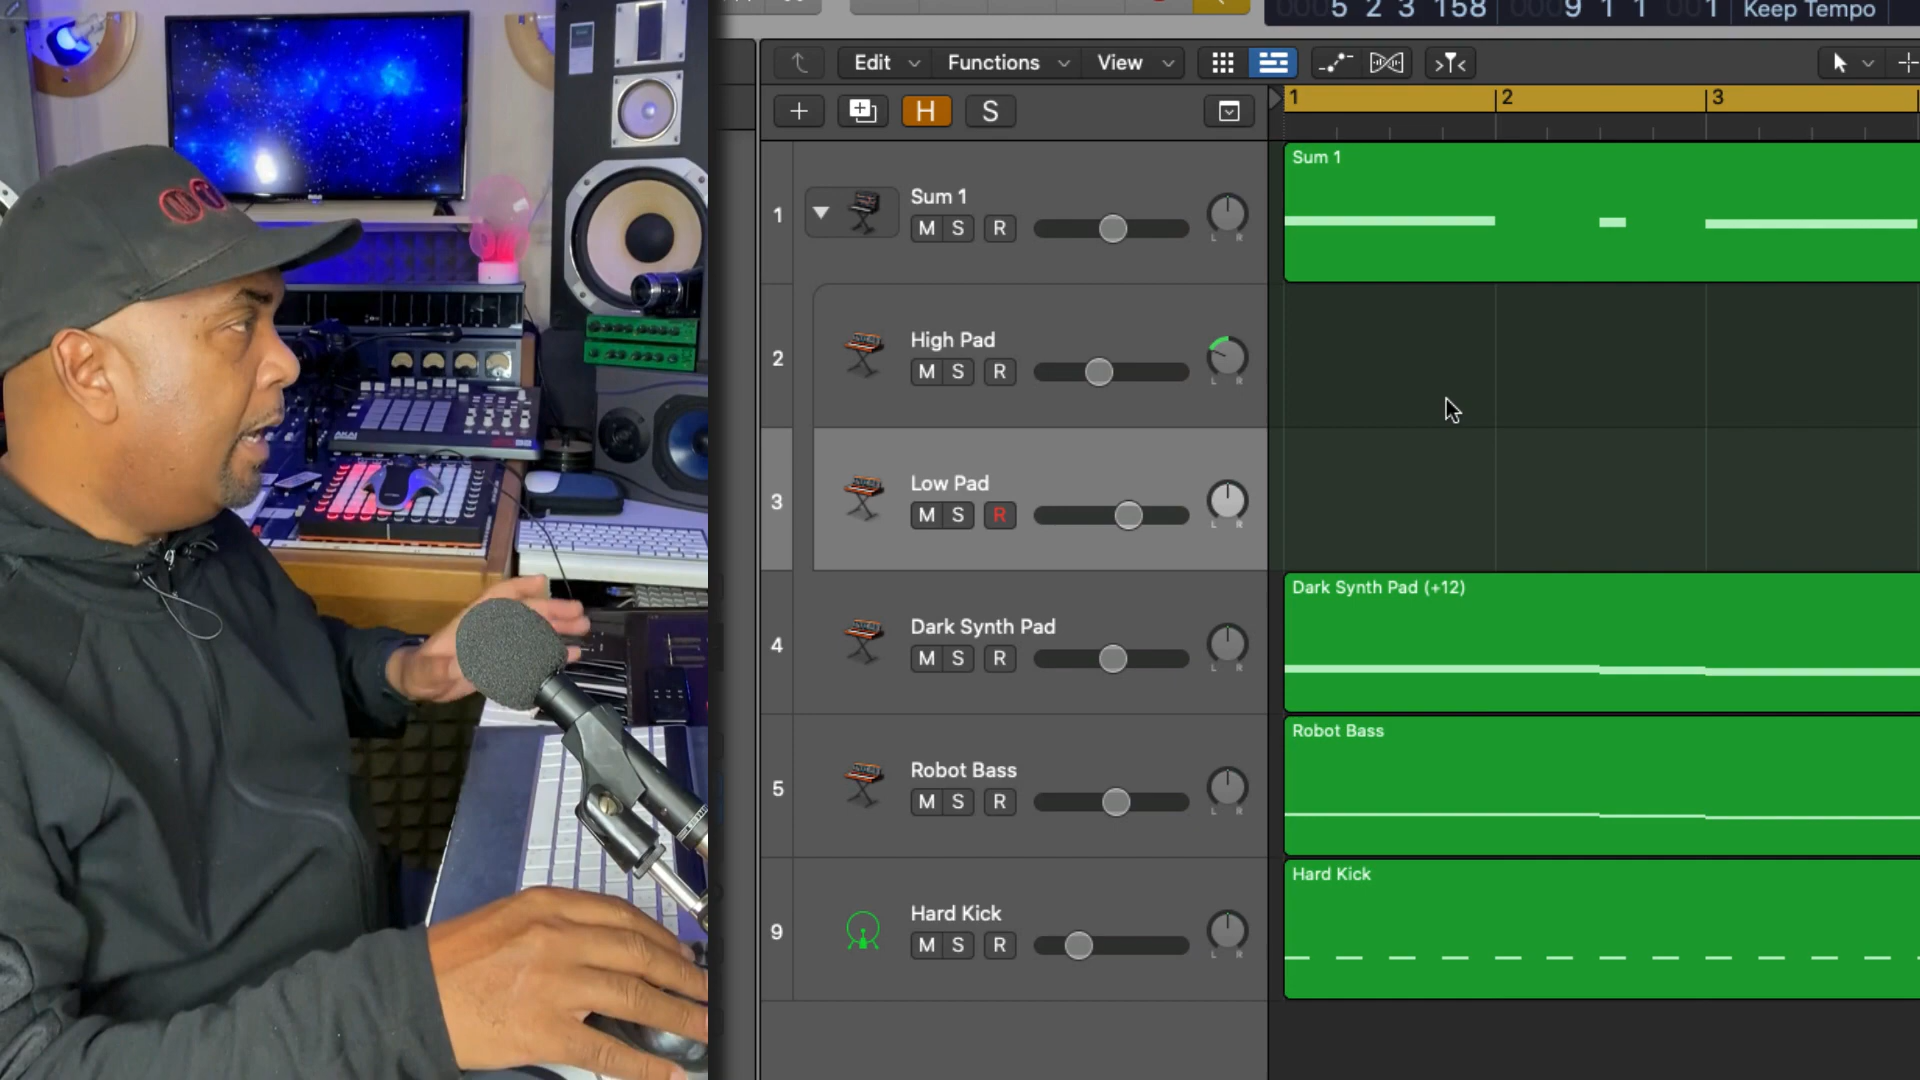 5 2 3 158 9 1 1 1 Keep Tempo
Edit Functions View
H S
1 2 3
Sum 1
1 Sum 1
M S R
L R
High Pad
2
M S R
L R
Low Pad
3
M S R
L R
Dark Synth Pad (+12)
Dark Synth Pad
4
M S R
L R
Robot Bass
Robot Bass
5
M S R
L R
Hard Kick
Hard Kick
9
M S R
L R
AKAI